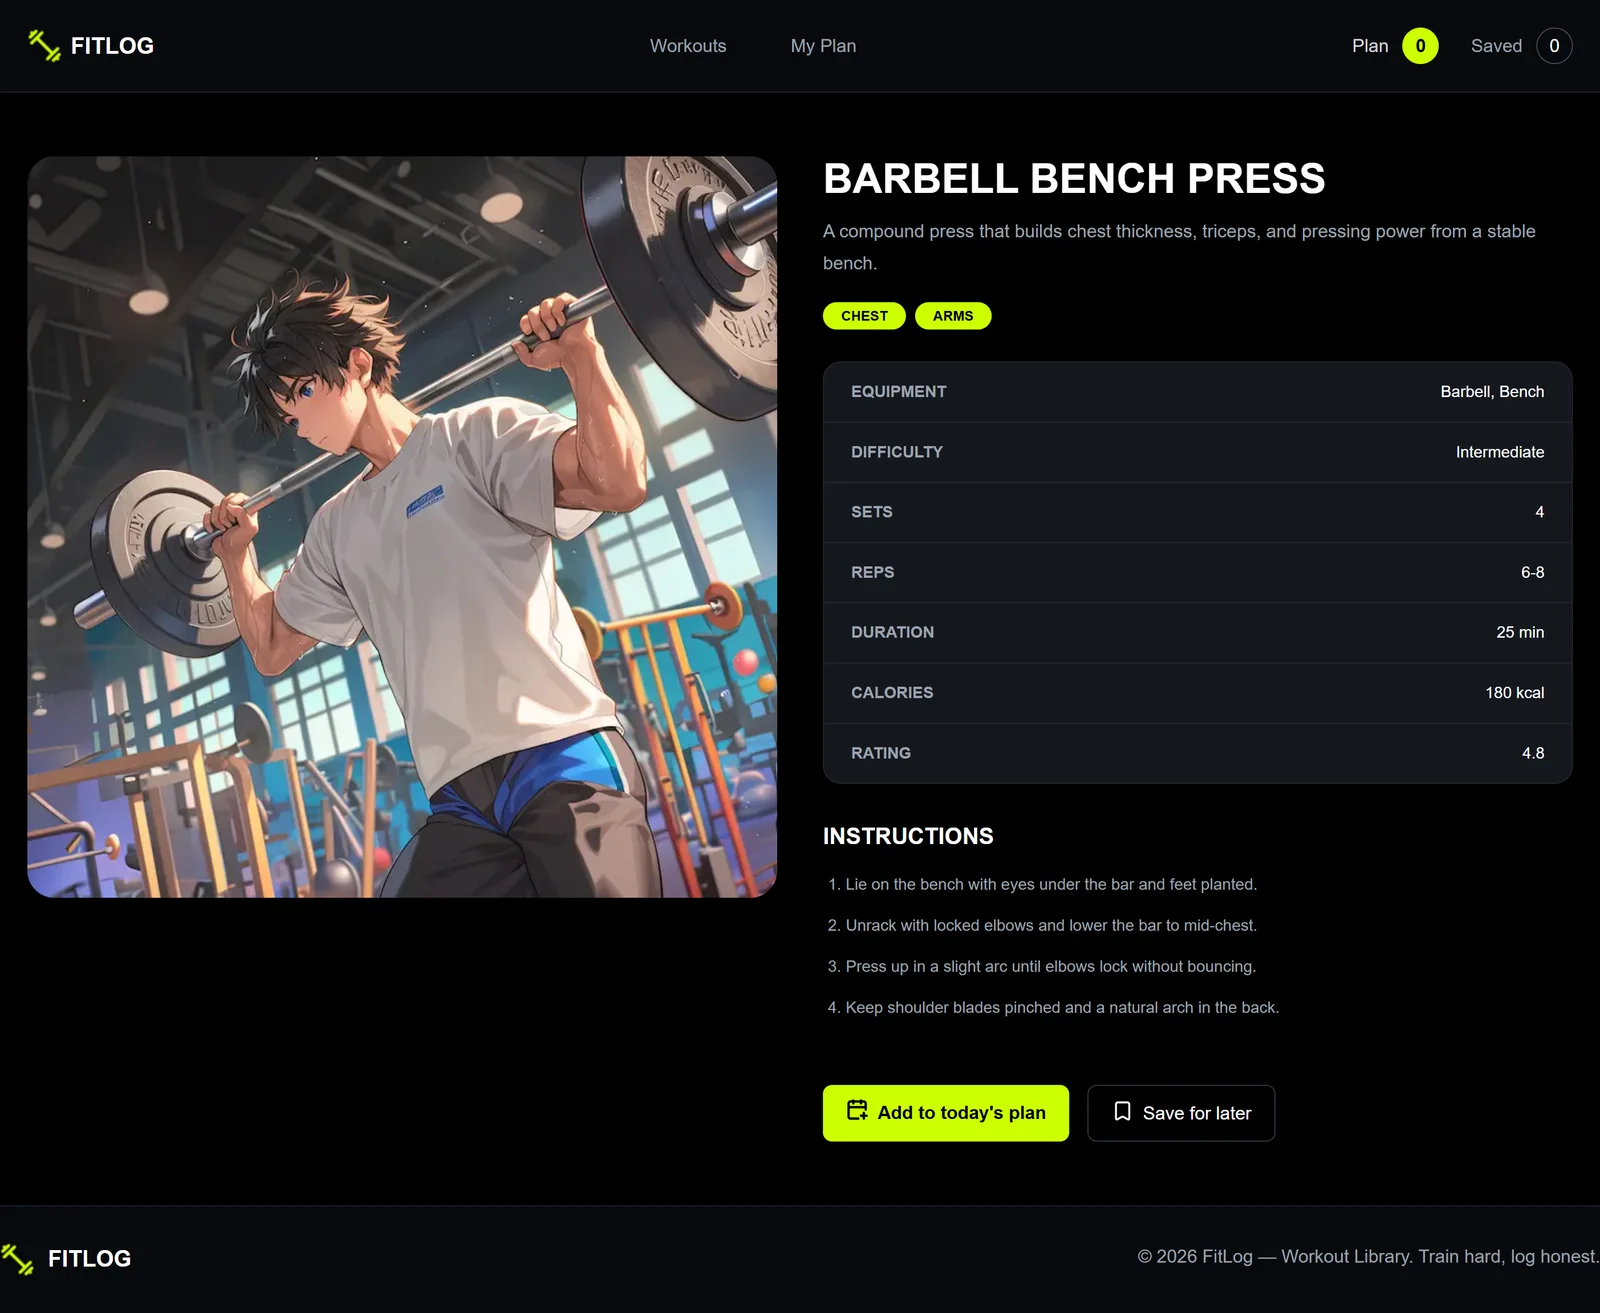 FITLOG
Workouts
My Plan
Plan 0
Saved 0
BARBELL BENCH PRESS
A compound press that builds chest thickness, triceps, and pressing power from a stable
bench.
CHEST
ARMS
EQUIPMENT Barbell, Bench
DIFFICULTY Intermediate
SETS 4
REPS 6-8
DURATION 25 min
CALORIES 180 kcal
RATING 4.8
INSTRUCTIONS
1. Lie on the bench with eyes under the bar and feet planted.
2. Unrack with locked elbows and lower the bar to mid-chest.
3. Press up in a slight arc until elbows lock without bouncing.
4. Keep shoulder blades pinched and a natural arch in the back.
Add to today's plan
Save for later
FITLOG
© 2026 FitLog — Workout Library. Train hard, log honest.